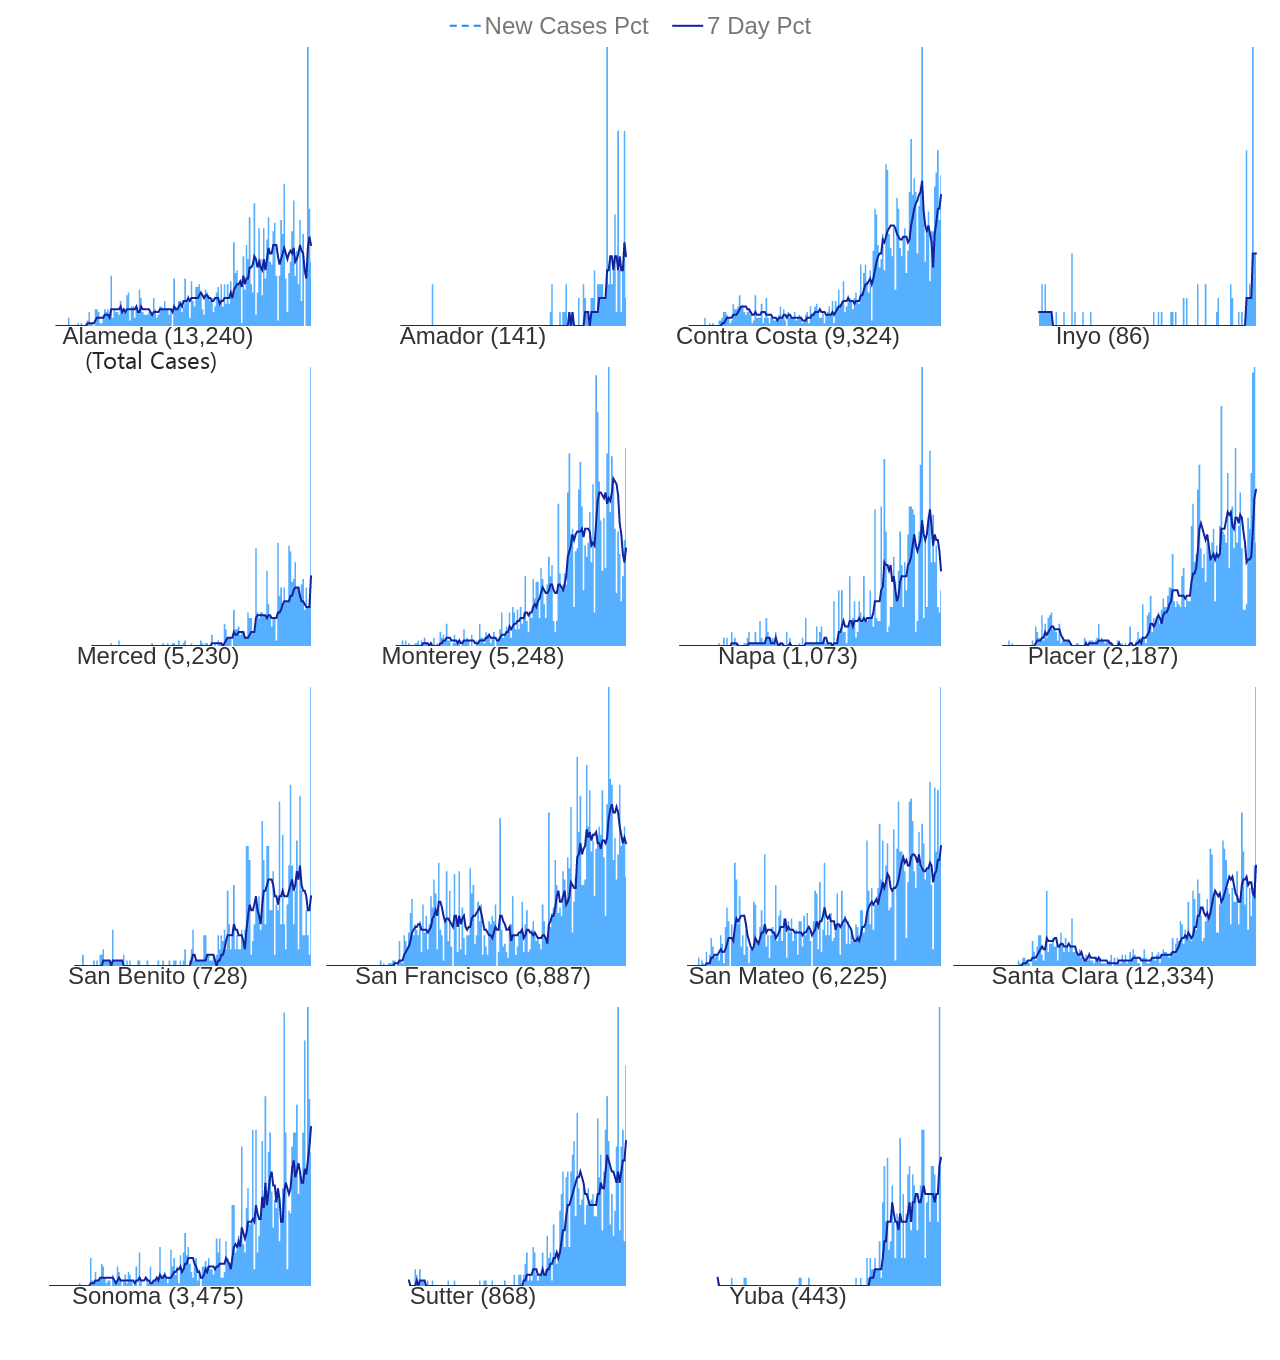 New Cases Pct 7 Day Pct
Alameda (13,240) Amador (141) Contra Costa (9,324) Inyo (86)
(Total Cases)
Merced (5,230) Monterey (5,248) Napa (1,073) Placer (2,187)
San Benito (728) San Francisco (6,887) San Mateo (6,225) Santa Clara (12,334)
Sonoma (3,475) Sutter (868) Yuba (443)